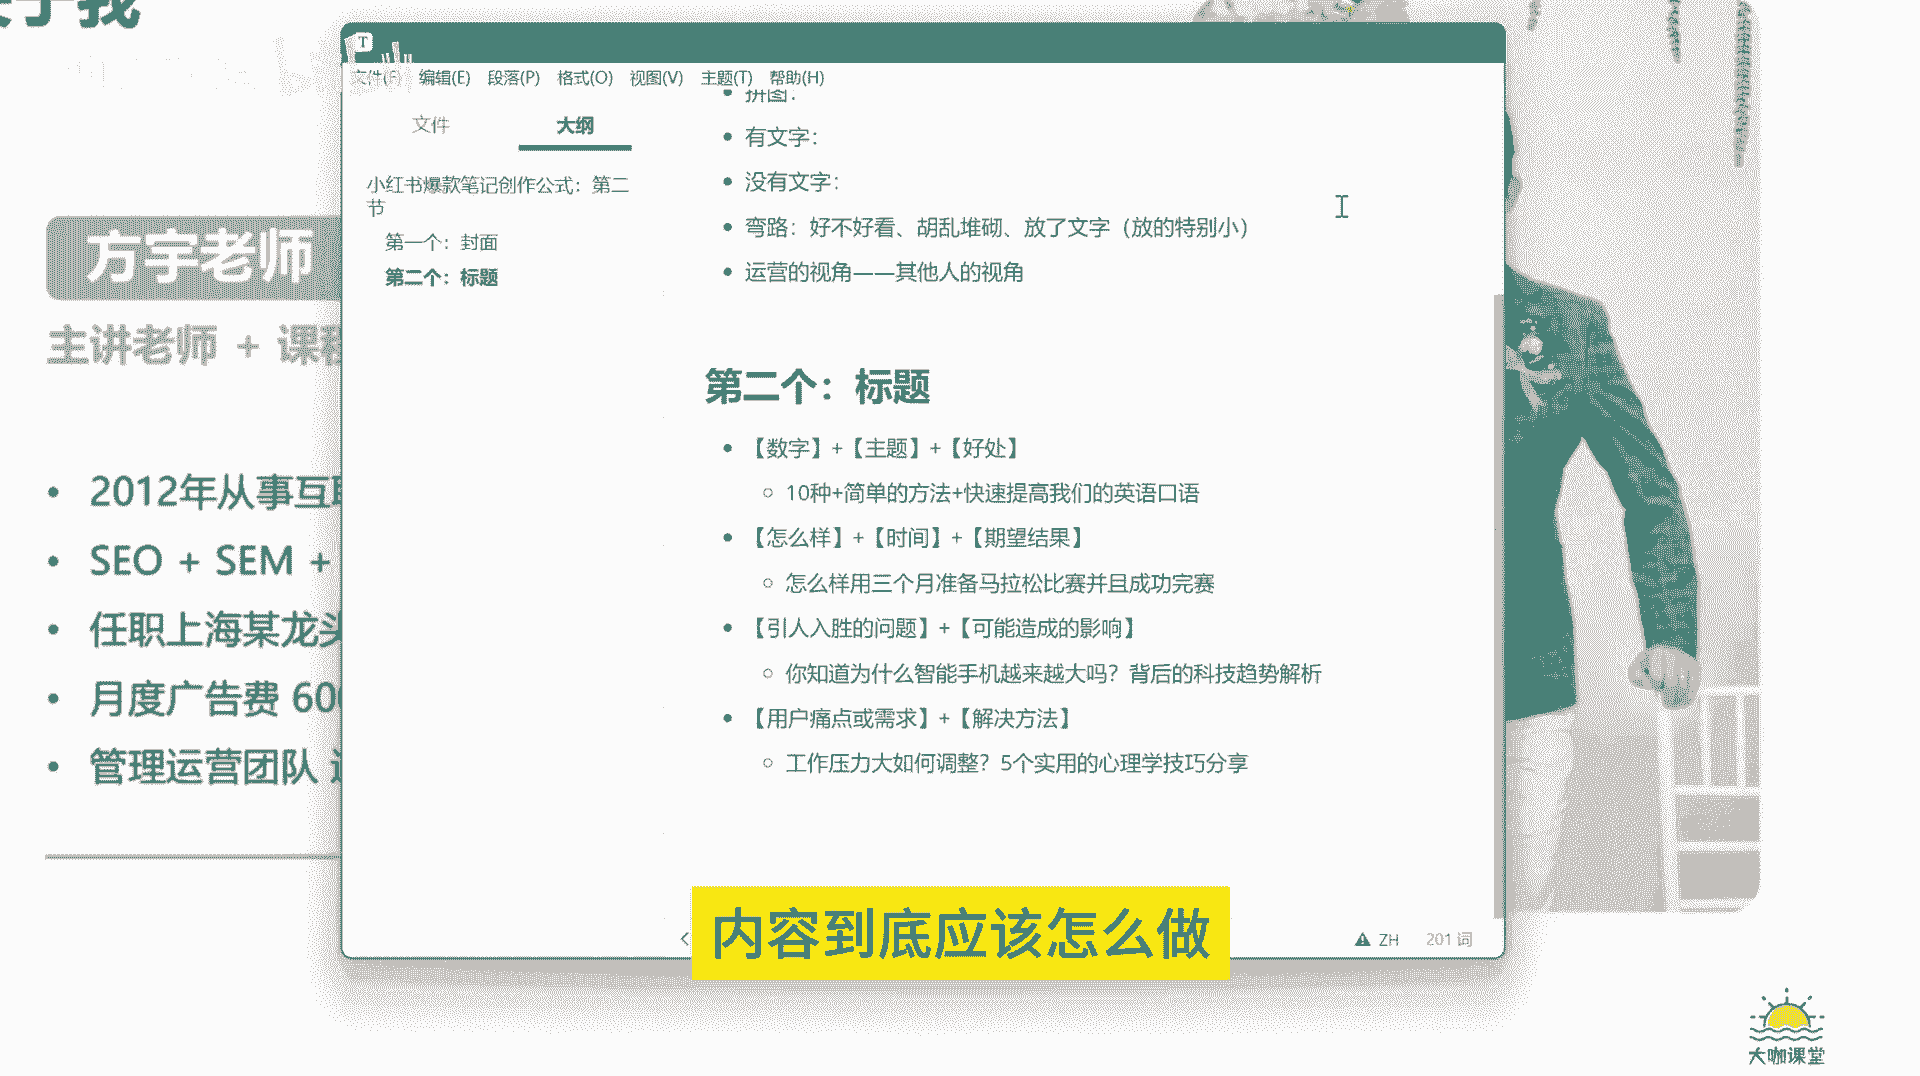 方宇老师
主讲老师 + 课程
2012年从事互
SEO + SEM +
任职上海某龙头
月度广告费 600
管理运营团队
文件(F) 编辑(E) 段落(P) 格式(O) 视图(V) 主题(T) 帮助(H)
文件 大纲
小红书爆款笔记创作公式：第二
节
第一个：封面
第二个：标题
拼图：
有文字：
没有文字：
弯路：好不好看、胡乱堆砌、放了文字（放的特别小）
运营的视角——其他人的视角
第二个：标题
【数字】+【主题】+【好处】
10种+简单的方法+快速提高我们的英语口语
【怎么样】+【时间】+【期望结果】
怎么样用三个月准备马拉松比赛并且成功完赛
【引人入胜的问题】+【可能造成的影响】
你知道为什么智能手机越来越大吗？背后的科技趋势解析
【用户痛点或需求】+【解决方法】
工作压力大如何调整？5个实用的心理学技巧分享
ZH 201 词
内容到底应该怎么做
大咖课堂